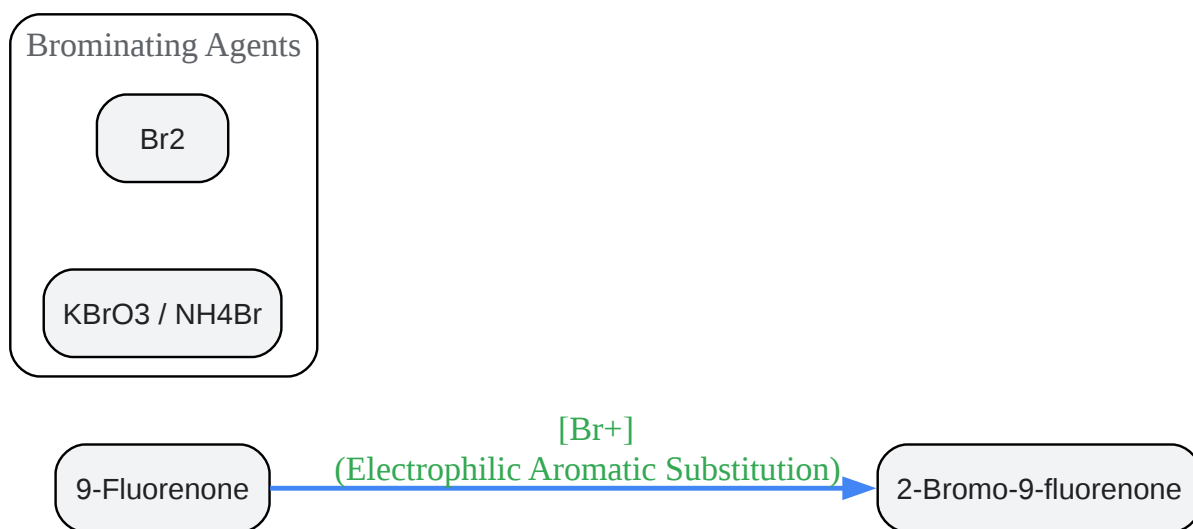 Brominating Agents
Br2
KBrO3 / NH4Br
[Br+]
(Electrophilic Aromatic Substitution)
9-Fluorenone
2-Bromo-9-fluorenone